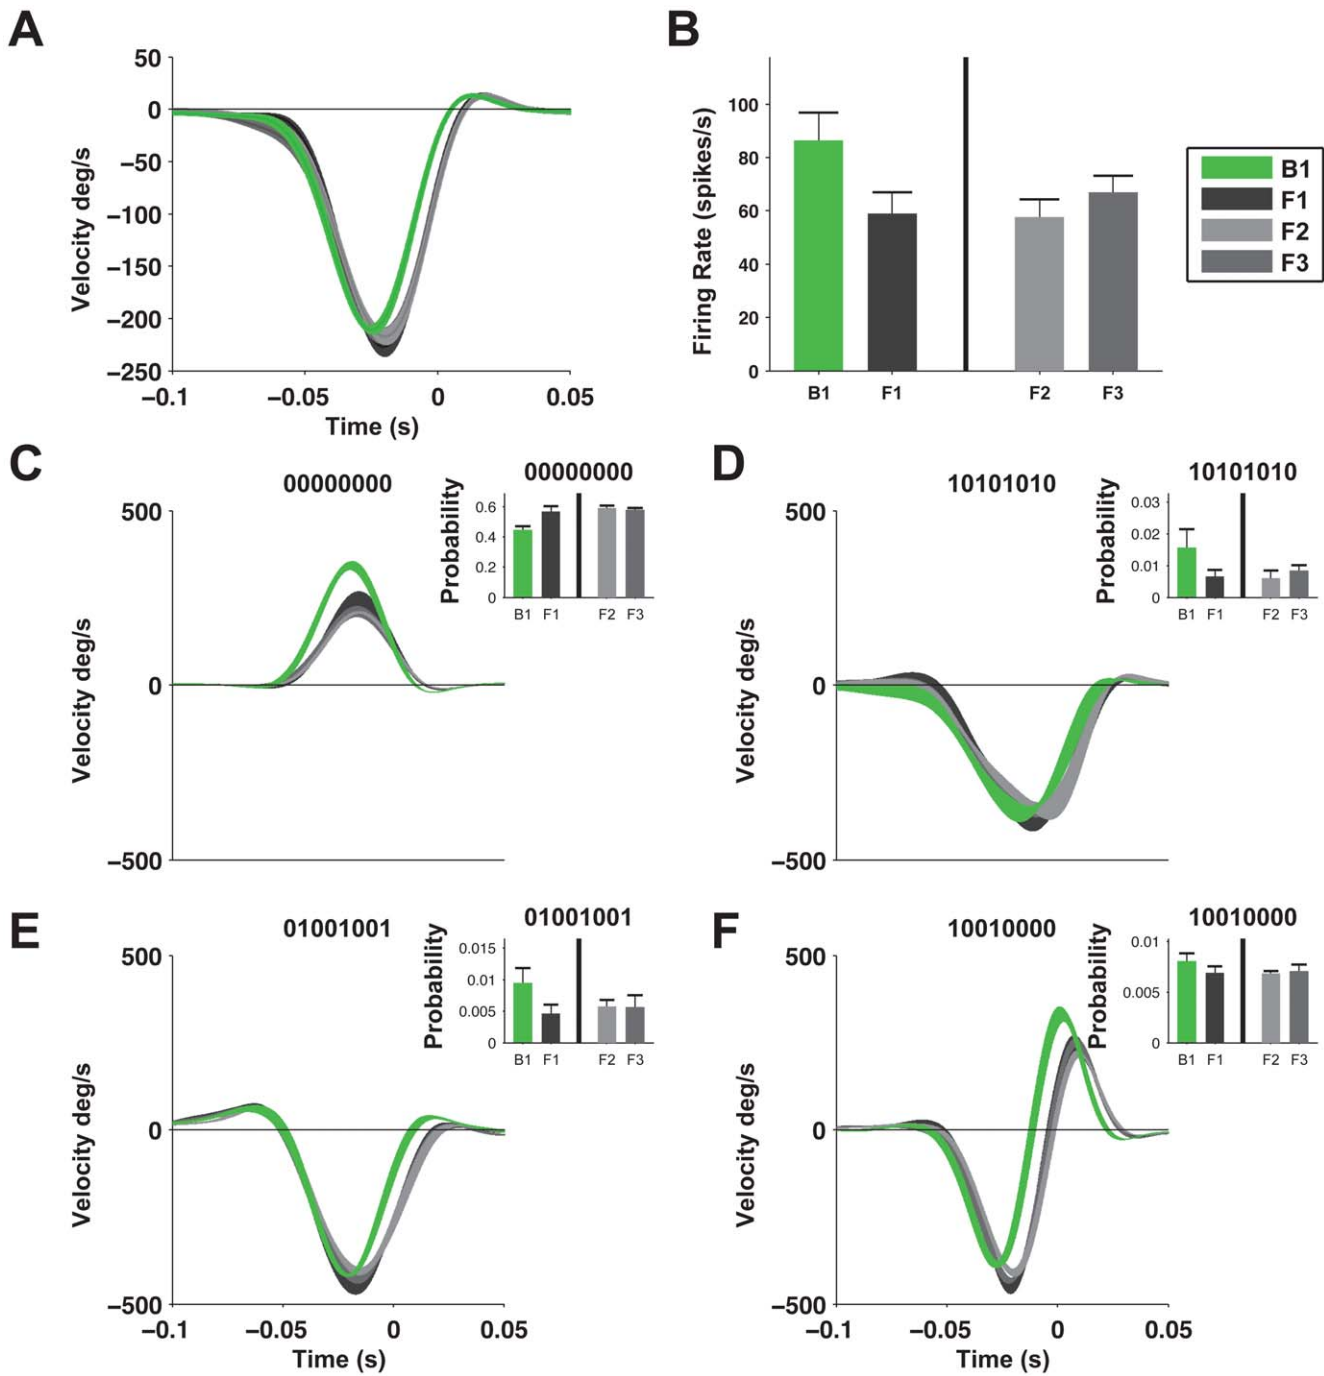 A
50
0
−50
−100
−150
−200
−250
Velocity deg/s
−0.1
−0.05
0
0.05
Time (s)
B
100
80
60
40
20
0
Firing Rate (spikes/s)
B1
F1
F2
F3
B1
F1
F2
F3
C
00000000
500
0
−500
Velocity deg/s
00000000
Probability
0.6
0.4
0.2
0
B1
F1
F2
F3
D
10101010
500
0
−500
Velocity deg/s
10101010
Probability
0.03
0.02
0.01
0
B1
F1
F2
F3
E
01001001
500
0
−500
Velocity deg/s
−0.1
−0.05
0
0.05
Time (s)
01001001
Probability
0.015
0.01
0.005
0
B1
F1
F2
F3
F
10010000
500
0
−500
Velocity deg/s
−0.1
−0.05
0
0.05
Time (s)
10010000
Probability
0.01
0.005
0
B1
F1
F2
F3